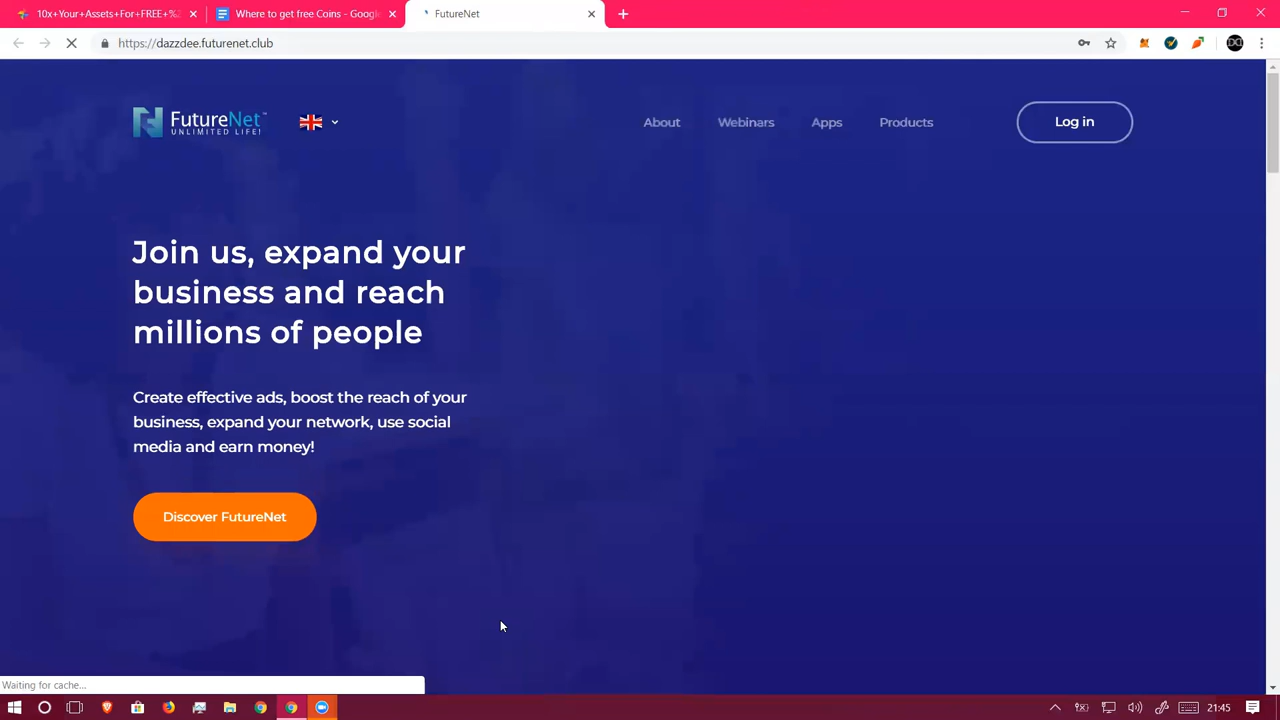 10x+Your+Assets+For+FREE+%
Where to get free Coins - Google
FutureNet
https://dazzdee.futurenet.club
FutureNet™
UNLIMITED LIFE!
About
Webinars
Apps
Products
Log in
Join us, expand your
business and reach
millions of people
Create effective ads, boost the reach of your
business, expand your network, use social
media and earn money!
Discover FutureNet
Waiting for cache...
21:45